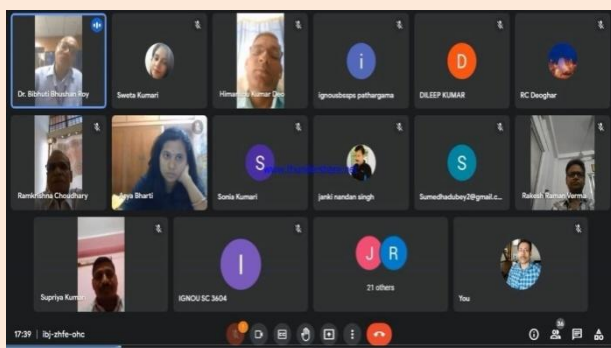 Dr. Bibhuti Bhushan Roy
Sweta Kumari
Kumar Deo
i
ignousbssps pathargama
D
DILEEP KUMAR
RC Deoghar
Ramkrishna Choudhary
Bharti
S
Sonia Kumari
janki nandan singh
S
Sumedhadubey2@gmail.c...
Rakesh Raman Verma
Supriya Kumari
I
IGNOU SC 3604
J R
21 others
You
17:39 | ibj-zhfe-ohc